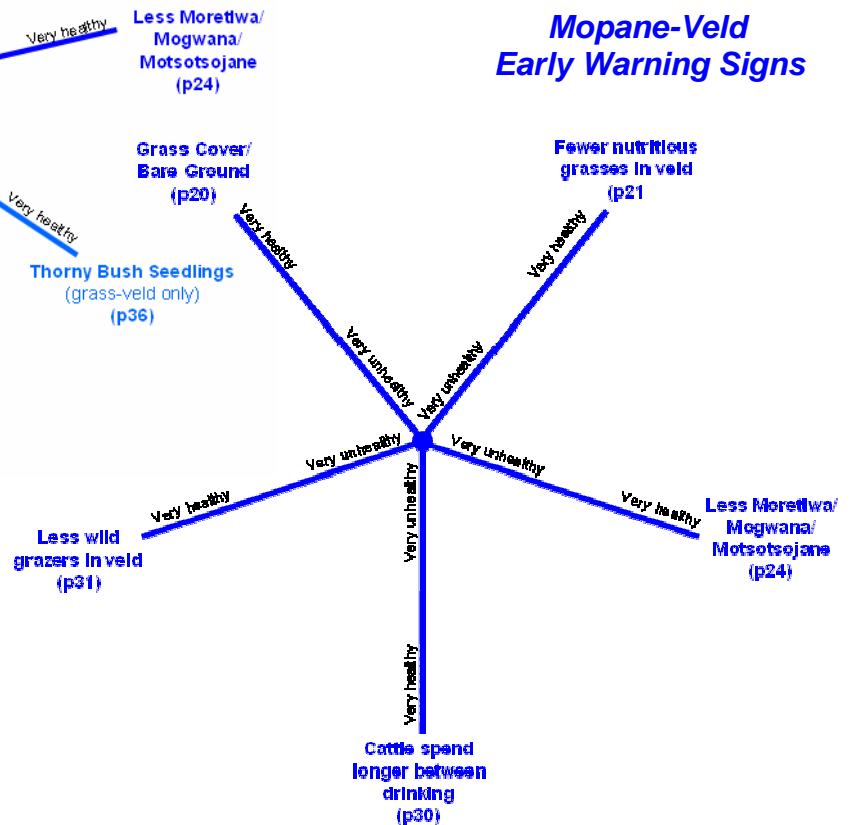 Mopane-Veld
Early Warning Signs
Very healthy
Less Moretlwa/
Mogwana/
Motsotsojane
(p24)
Very healthy
Thorny Bush Seedlings
(grass-veld only)
(p36)
Grass Cover/
Bare Ground
(p20)
Very healthy
Very unhealthy
Fewer nutritious
grasses in veld
(p21
Very healthy
Very unhealthy
Very unhealthy
Very healthy
Less wild
grazers in veld
(p31)
Very unhealthy
Very healthy
Less Moretlwa/
Mogwana/
Motsotsojane
(p24)
Very unhealthy
Very healthy
Cattle spend
longer between
drinking
(p30)